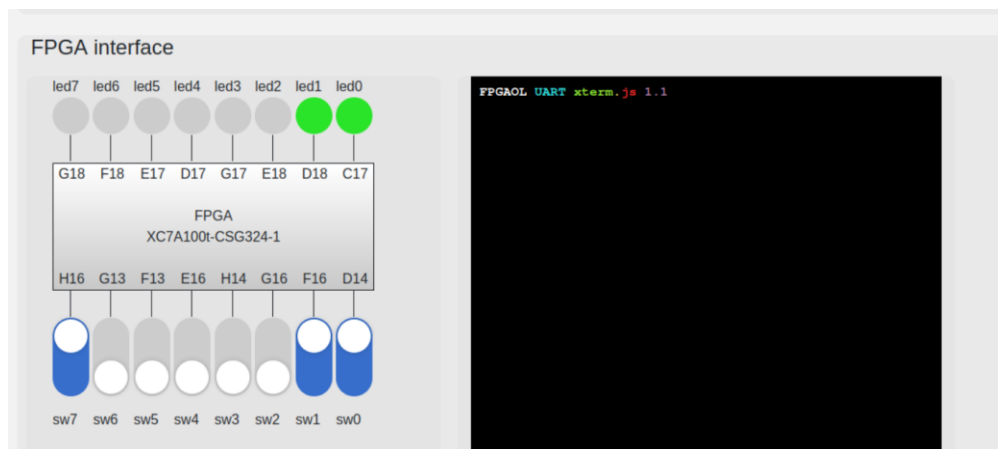 FPGA interface
led7 led6 led5 led4 led3 led2 led1 led0
FPGAOL UART xterm.js 1.1
G18 F18 E17 D17 G17 E18 D18 C17
FPGA
XC7A100t-CSG324-1
H16 G13 F13 E16 H14 G16 F16 D14
sw7 sw6 sw5 sw4 sw3 sw2 sw1 sw0